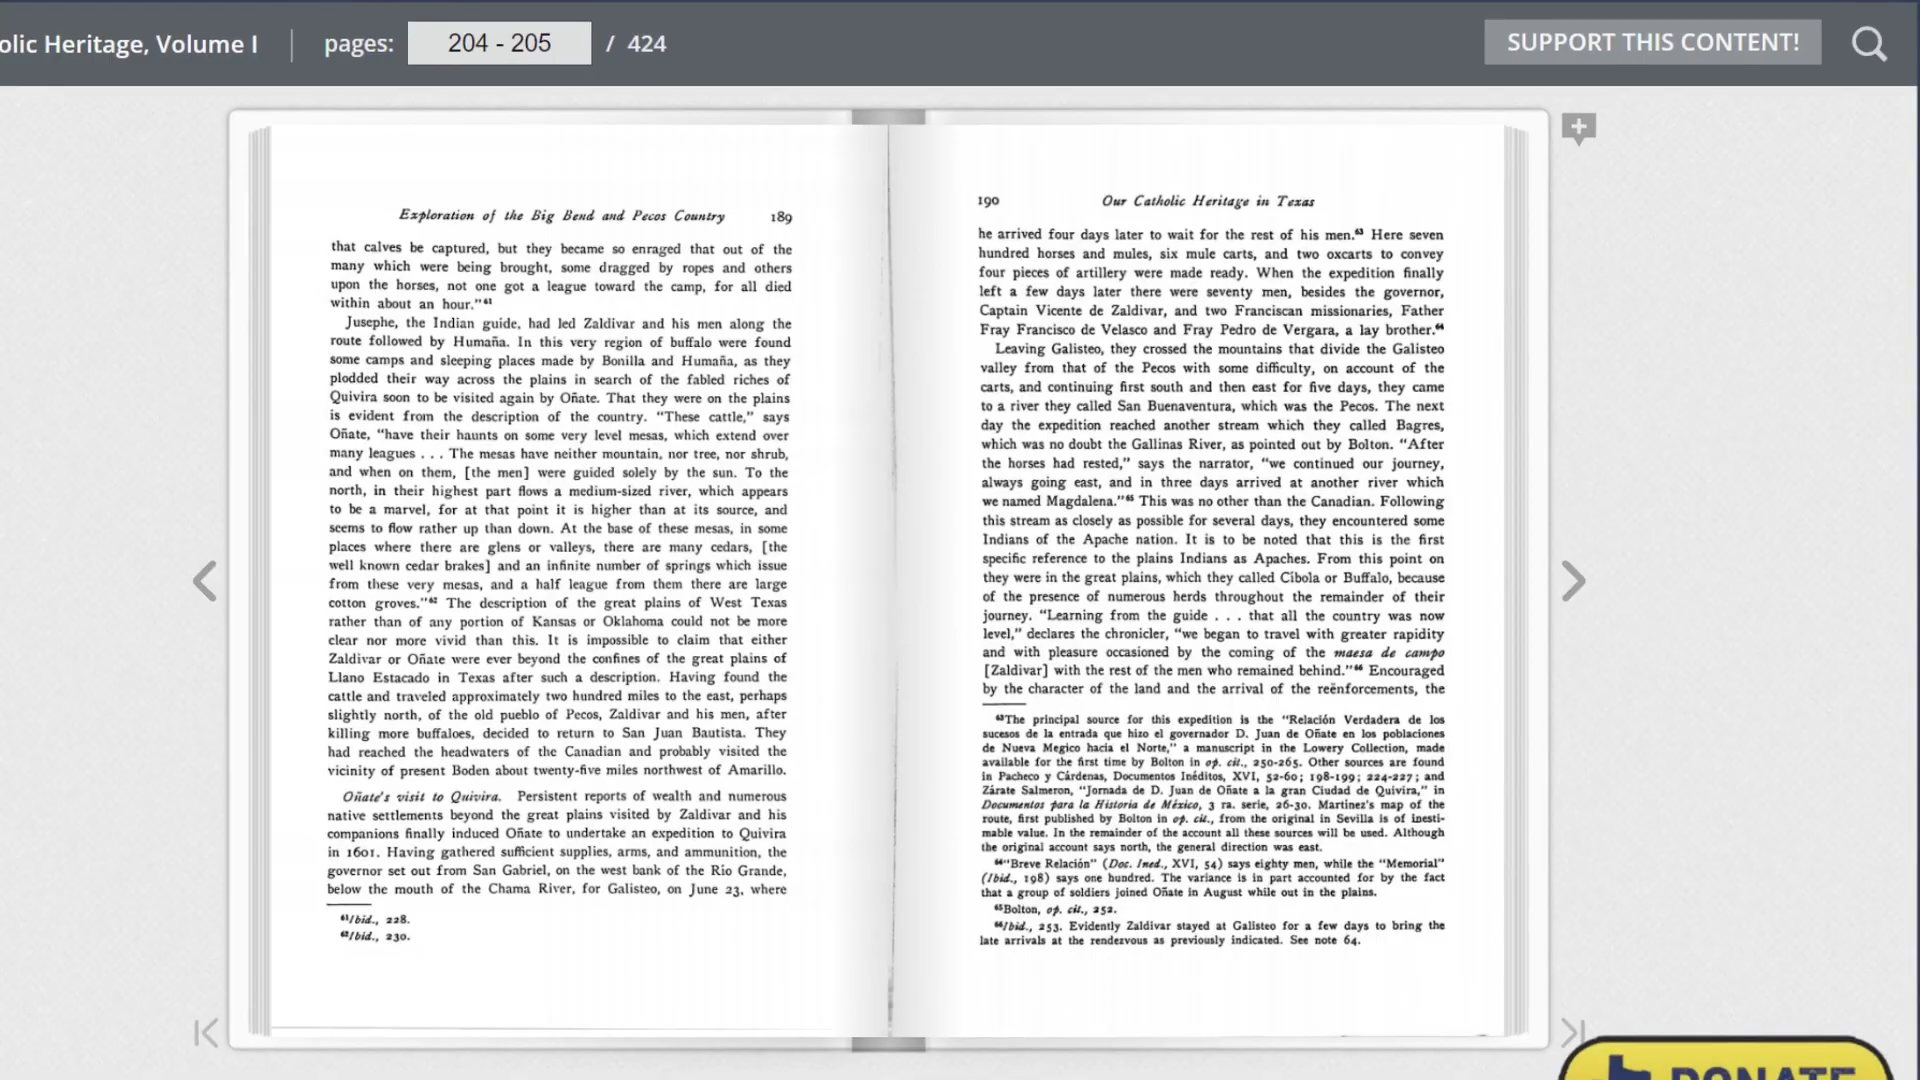 olic Heritage, Volume I
pages: 204 - 205 / 424
SUPPORT THIS CONTENT!
Exploration of the Big Bend and Pecos Country 189
that calves be captured, but they became so enraged that out of the
many which were being brought, some dragged by ropes and others
upon the horses, not one got a league toward the camp, for all died
within about an hour."⁶¹
Jusephe, the Indian guide, had led Zaldivar and his men along the
route followed by Humaña. In this very region of buffalo were found
some camps and sleeping places made by Bonilla and Humaña, as they
plodded their way across the plains in search of the fabled riches of
Quivira soon to be visited again by Oñate. That they were on the plains
is evident from the description of the country. "These cattle," says
Oñate, "have their haunts on some very level mesas, which extend over
many leagues . . . The mesas have neither mountain, nor tree, nor shrub,
and when on them, [the men] were guided solely by the sun. To the
north, in their highest part flows a medium-sized river, which appears
to be a marvel, for at that point it is higher than at its source, and
seems to flow rather up than down. At the base of these mesas, in some
places where there are glens or valleys, there are many cedars, [the
well known cedar brakes] and an infinite number of springs which issue
from these very mesas, and a half league from them there are large
cotton groves."⁶² The description of the great plains of West Texas
rather than of any portion of Kansas or Oklahoma could not be more
clear nor more vivid than this. It is impossible to claim that either
Zaldivar or Oñate were ever beyond the confines of the great plains of
Llano Estacado in Texas after such a description. Having found the
cattle and traveled approximately two hundred miles to the east, perhaps
slightly north, of the old pueblo of Pecos, Zaldivar and his men, after
killing more buffaloes, decided to return to San Juan Bautista. They
had reached the headwaters of the Canadian and probably visited the
vicinity of present Boden about twenty-five miles northwest of Amarillo.
Oñate's visit to Quivira. Persistent reports of wealth and numerous
native settlements beyond the great plains visited by Zaldivar and his
companions finally induced Oñate to undertake an expedition to Quivira
in 1601. Having gathered sufficient supplies, arms, and ammunition, the
governor set out from San Gabriel, on the west bank of the Rio Grande,
below the mouth of the Chama River, for Galisteo, on June 23, where
⁶¹Ibid., 228.
⁶²Ibid., 230.
190 Our Catholic Heritage in Texas
he arrived four days later to wait for the rest of his men.⁶³ Here seven
hundred horses and mules, six mule carts, and two oxcarts to convey
four pieces of artillery were made ready. When the expedition finally
left a few days later there were seventy men, besides the governor,
Captain Vicente de Zaldivar, and two Franciscan missionaries, Father
Fray Francisco de Velasco and Fray Pedro de Vergara, a lay brother.⁶⁴
Leaving Galisteo, they crossed the mountains that divide the Galisteo
valley from that of the Pecos with some difficulty, on account of the
carts, and continuing first south and then east for five days, they came
to a river they called San Buenaventura, which was the Pecos. The next
day the expedition reached another stream which they called Bagres,
which was no doubt the Gallinas River, as pointed out by Bolton. "After
the horses had rested," says the narrator, "we continued our journey,
always going east, and in three days arrived at another river which
we named Magdalena."⁶⁵ This was no other than the Canadian. Following
this stream as closely as possible for several days, they encountered some
Indians of the Apache nation. It is to be noted that this is the first
specific reference to the plains Indians as Apaches. From this point on
they were in the great plains, which they called Cíbola or Buffalo, because
of the presence of numerous herds throughout the remainder of their
journey. "Learning from the guide . . . that all the country was now
level," declares the chronicler, "we began to travel with greater rapidity
and with pleasure occasioned by the coming of the maesa de campo
[Zaldivar] with the rest of the men who remained behind."⁶⁶ Encouraged
by the character of the land and the arrival of the reënforcements, the
⁶³The principal source for this expedition is the "Relación Verdadera de los
sucesos de la entrada que hizo el governador D. Juan de Oñate en los poblaciones
de Nueva Megico hacia el Norte," a manuscript in the Lowery Collection, made
available for the first time by Bolton in op. cit., 250-265. Other sources are found
in Pacheco y Cárdenas, Documentos Inéditos, XVI, 52-60; 198-199; 224-227; and
Zárate Salmeron, "Jornada de D. Juan de Oñate a la gran Ciudad de Quivira," in
Documentos para la Historia de México, 3 ra. serie, 26-30. Martinez's map of the
route, first published by Bolton in op. cit., from the original in Sevilla is of inesti-
mable value. In the remainder of the account all these sources will be used. Although
the original account says north, the general direction was east.
⁶⁴"Breve Relación" (Doc. Ined., XVI, 54) says eighty men, while the "Memorial"
(Ibid., 198) says one hundred. The variance is in part accounted for by the fact
that a group of soldiers joined Oñate in August while out in the plains.
⁶⁵Bolton, op. cit., 252.
⁶⁶Ibid., 253. Evidently Zaldivar stayed at Galisteo for a few days to bring the
late arrivals at the rendezvous as previously indicated. See note 64.
DONATE